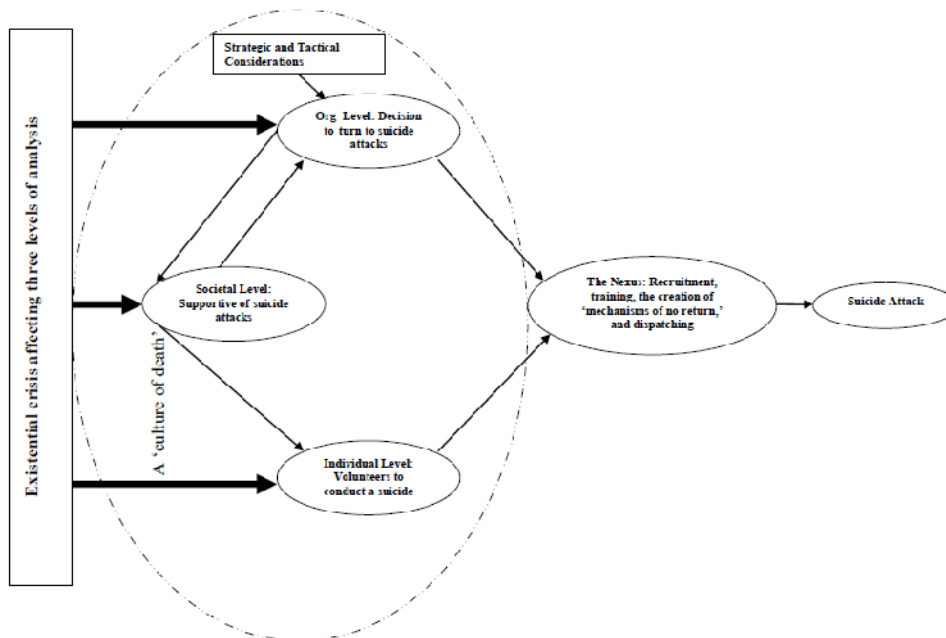 Existential crisis affecting three levels of analysis
Strategic and Tactical
Considerations
Org. Level: Decision
to turn to suicide
attacks
Societal Level:
Supportive of suicide
attacks
A ‘culture of death’
Individual Level:
Volunteers to
conduct a suicide
The Nexus: Recruitment,
training, the creation of
‘mechanisms of no return,’
and dispatching
Suicide Attack